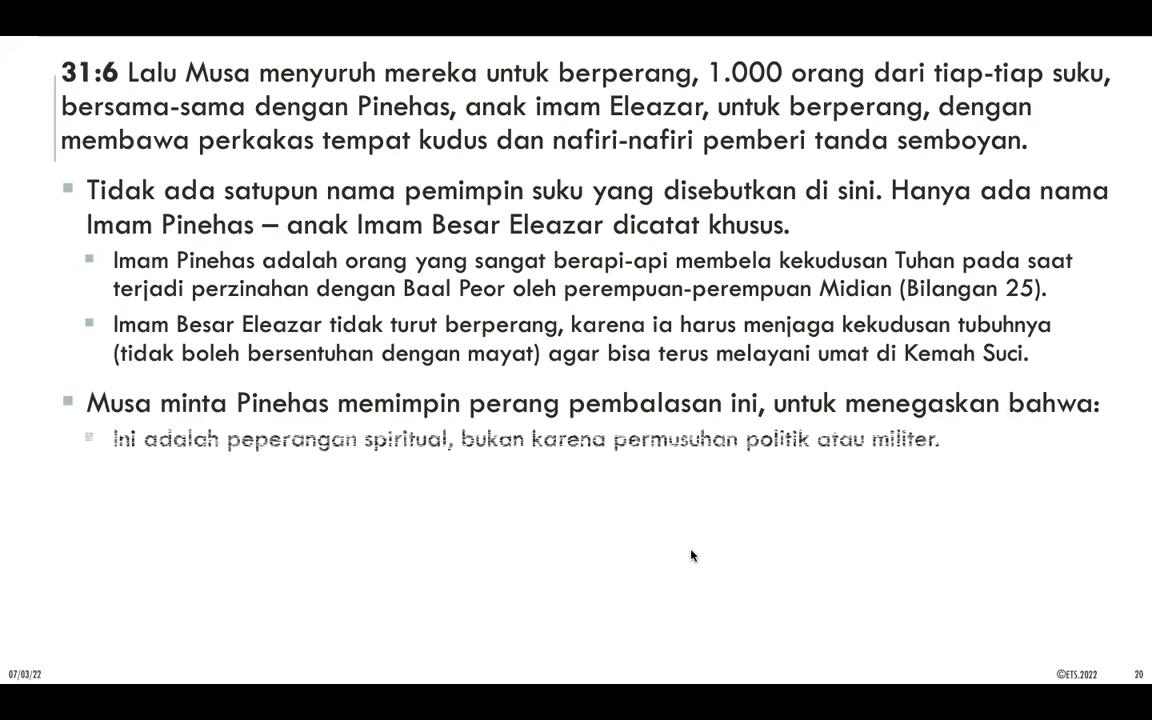 31:6 Lalu Musa menyuruh mereka untuk berperang, 1.000 orang dari tiap-tiap suku,
bersama-sama dengan Pinehas, anak imam Eleazar, untuk berperang, dengan
membawa perkakas tempat kudus dan nafiri-nafiri pemberi tanda semboyan.
Tidak ada satupun nama pemimpin suku yang disebutkan di sini. Hanya ada nama
Imam Pinehas – anak Imam Besar Eleazar dicatat khusus.
Imam Pinehas adalah orang yang sangat berapi-api membela kekudusan Tuhan pada saat
terjadi perzinahan dengan Baal Peor oleh perempuan-perempuan Midian (Bilangan 25).
Imam Besar Eleazar tidak turut berperang, karena ia harus menjaga kekudusan tubuhnya
(tidak boleh bersentuhan dengan mayat) agar bisa terus melayani umat di Kemah Suci.
Musa minta Pinehas memimpin perang pembalasan ini, untuk menegaskan bahwa:
Ini adalah peperangan spiritual, bukan karena permusuhan politik atau militer.
07/03/22
©ETS.2022
20